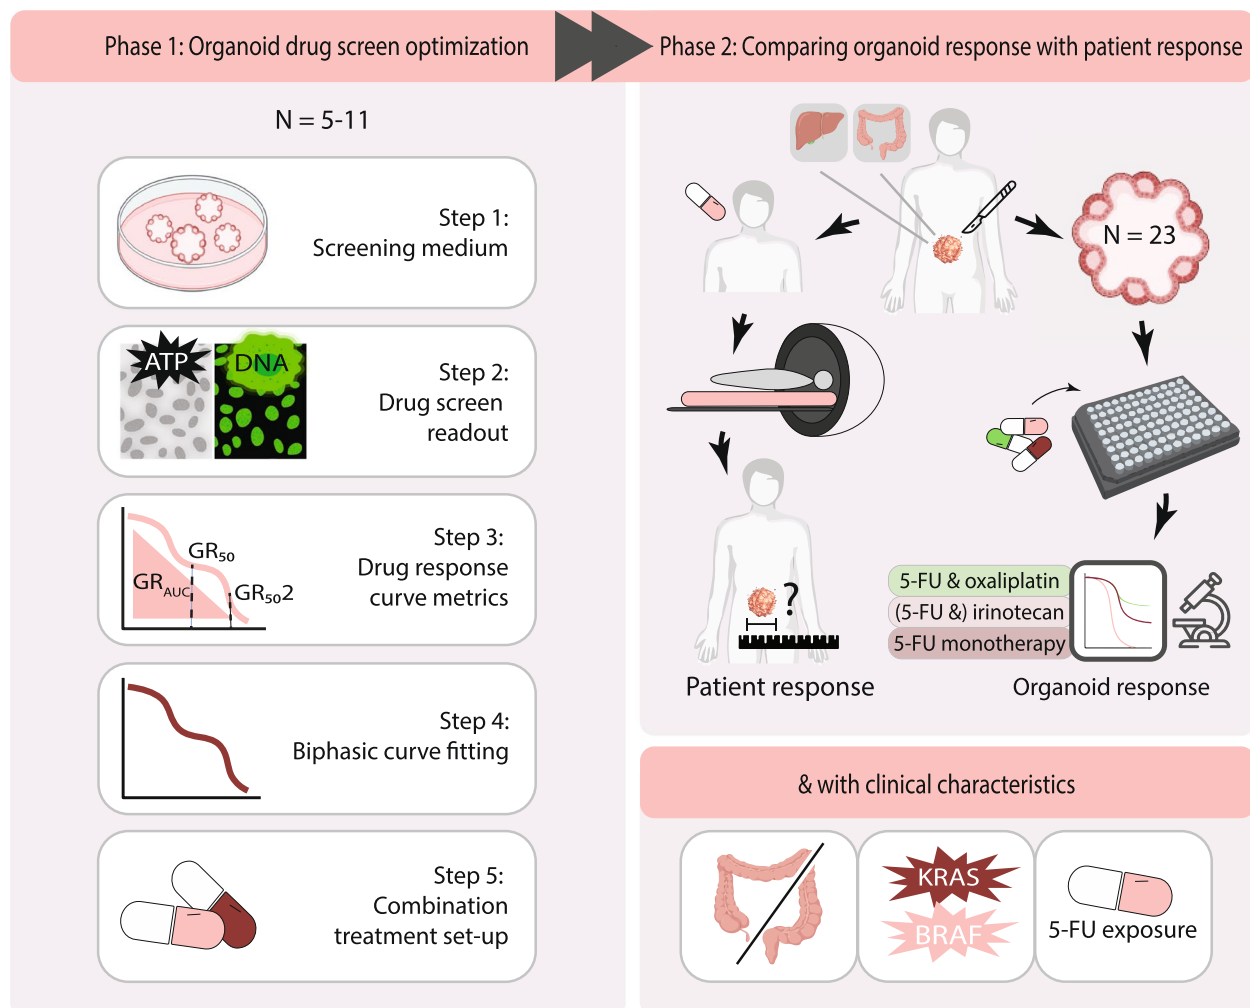 Phase 1: Organoid drug screen optimization
N = 5-11
Step 1:
Screening medium
ATP
DNA
Step 2:
Drug screen
readout
GR50
GRAUC
GR502
Step 3:
Drug response
curve metrics
Step 4:
Biphasic curve fitting
Step 5:
Combination
treatment set-up
Phase 2: Comparing organoid response with patient response
N = 23
?
Patient response
5-FU & oxaliplatin
(5-FU &) irinotecan
5-FU monotherapy
Organoid response
& with clinical characteristics
KRAS
BRAF
5-FU exposure